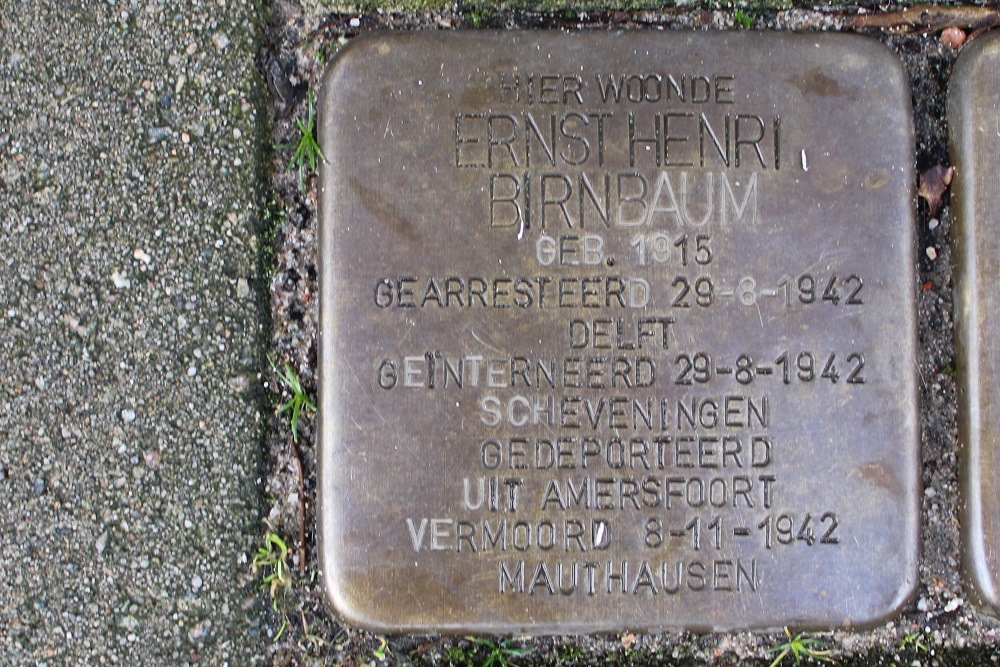 HIER WOONDE
ERNST HENRI
BIRNBAUM
GEB. 1915
GEARRESTEERD 29-8-1942
DELFT
GEÏNTERNEERD 29-8-1942
SCHEVENINGEN
GEDEPORTEERD
UIT AMERSFOORT
VERMOORD 8-11-1942
MAUTHAUSEN